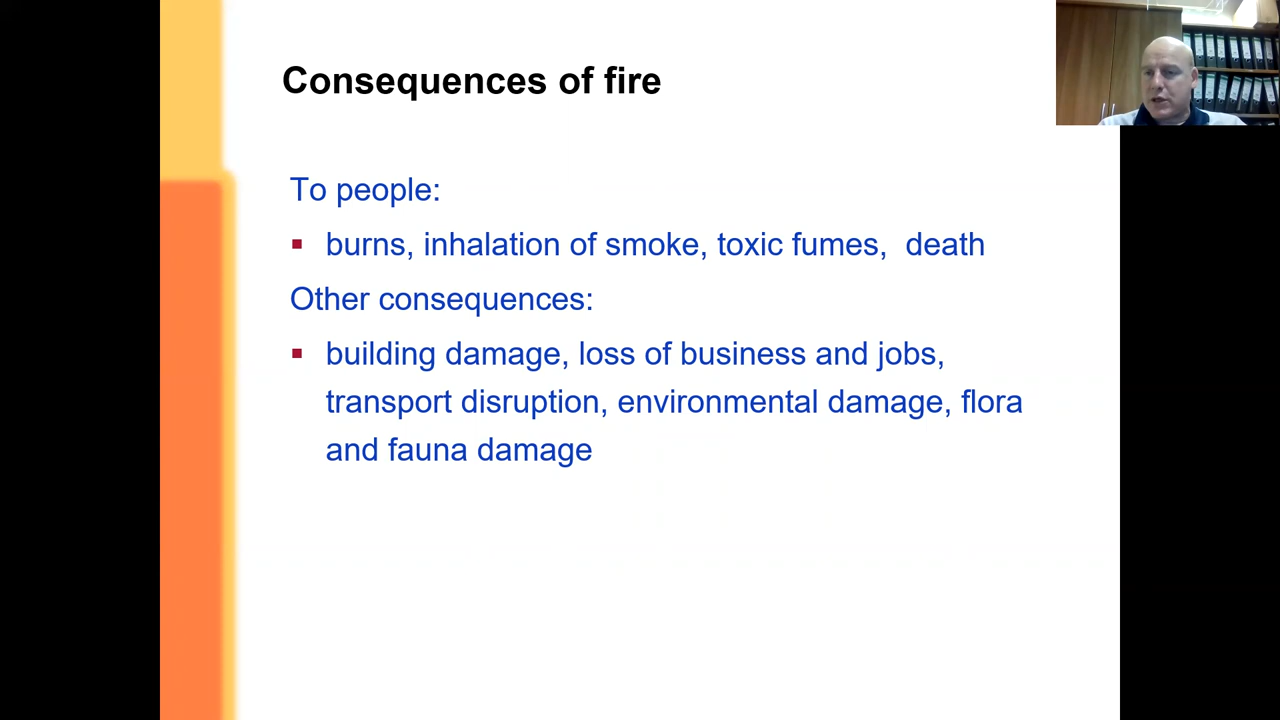 Consequences of fire
To people:
▪ burns, inhalation of smoke, toxic fumes,  death
Other consequences:
▪ building damage, loss of business and jobs,
transport disruption, environmental damage, flora
and fauna damage